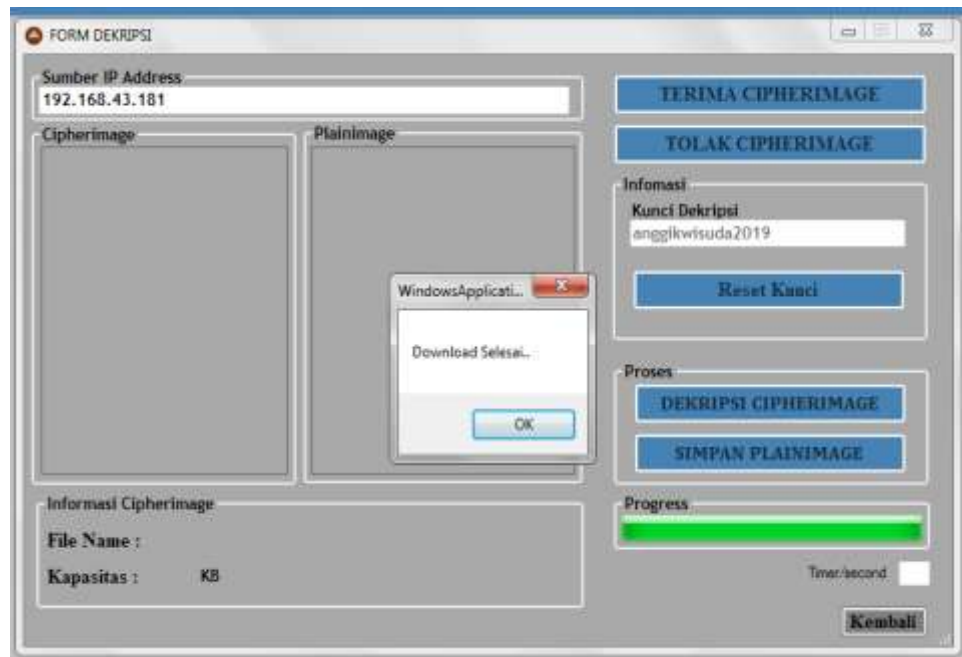 FORM DEKRIPSI
Sumber IP Address
192.168.43.181
Cipherimage
Plainimage
TERIMA CIPHERIMAGE
TOLAK CIPHERIMAGE
Infomasi
Kunci Dekripsi
anggikwisuda2019
Reset Kunci
WindowsApplicati...
Download Selesai..
OK
Proses
DEKRIPSI CIPHERIMAGE
SIMPAN PLAINIMAGE
Informasi Cipherimage
File Name :
Kapasitas : KB
Progress
Timer/second
Kembali